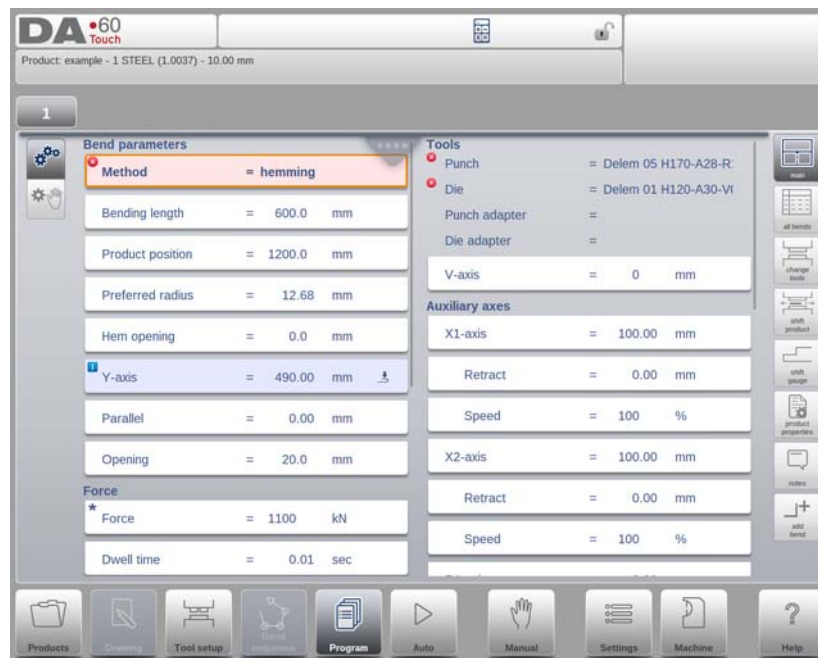 DA•60
Touch
Product: example - 1 STEEL (1.0037) - 10.00 mm
1
Bend parameters
Method = hemming
Bending length = 600.0 mm
Product position = 1200.0 mm
Preferred radius = 12.68 mm
Hem opening = 0.0 mm
Y-axis = 490.00 mm
Parallel = 0.00 mm
Opening = 20.0 mm
Force
* Force = 1100 kN
Dwell time = 0.01 sec
Tools
Punch = Delem 05 H170-A28-R
Die = Delem 01 H120-A30-V
Punch adapter =
Die adapter =
V-axis = 0 mm
Auxiliary axes
X1-axis = 100.00 mm
Retract = 0.00 mm
Speed = 100 %
X2-axis = 100.00 mm
Retract = 0.00 mm
Speed = 100 %
main
all bends
change
tools
shift
product
shift
gauge
product
properties
notes
add
bend
Products
Drawing
Tool setup
Bend
sequence
Program
Auto
Manual
Settings
Machine
? Help